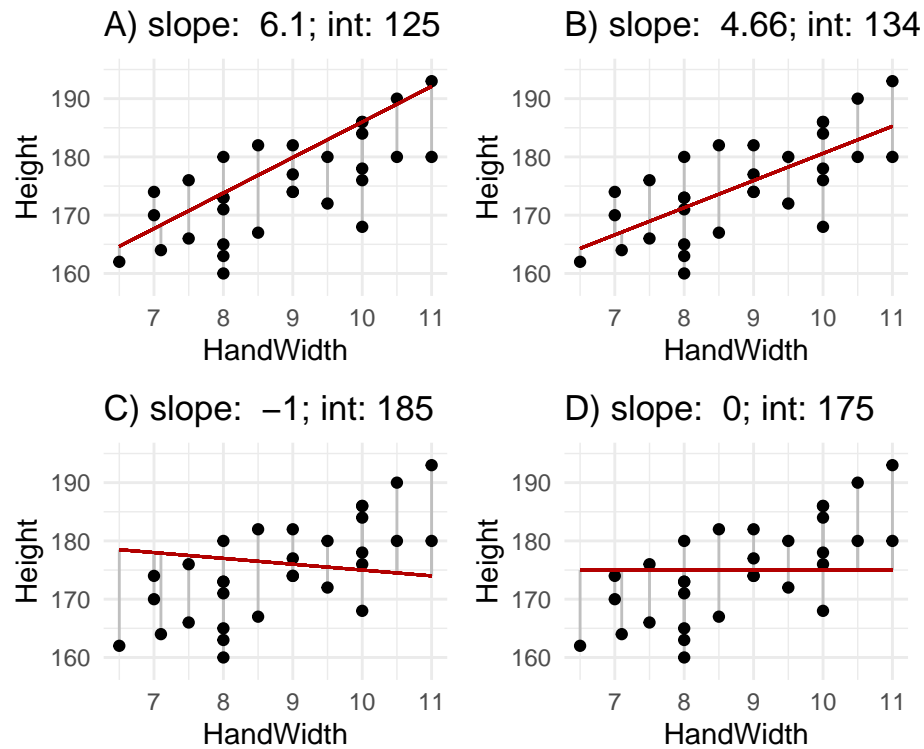 A) slope:  6.1; int: 125
190
180
170
160
Height
7 8 9 10 11
HandWidth
B) slope:  4.66; int: 134
190
180
170
160
Height
7 8 9 10 11
HandWidth
C) slope:  −1; int: 185
190
180
170
160
Height
7 8 9 10 11
HandWidth
D) slope:  0; int: 175
190
180
170
160
Height
7 8 9 10 11
HandWidth